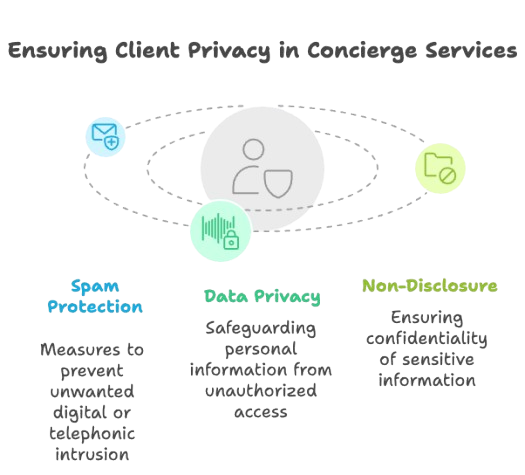 Ensuring Client Privacy in Concierge Services
Spam
Protection
Measures to
prevent
unwanted
digital or
telephonic
intrusion
Data Privacy
Safeguarding
personal
information from
unauthorized
access
Non-Disclosure
Ensuring
confidentiality
of sensitive
information